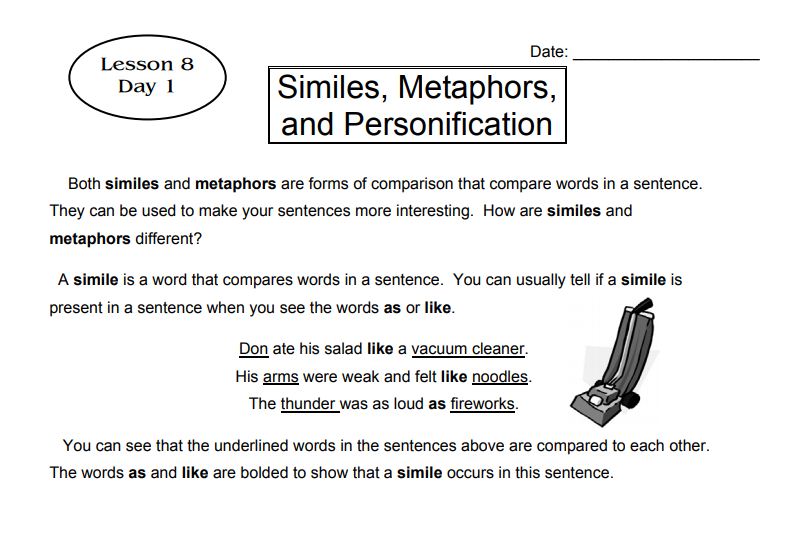 Lesson 8
Day 1
Date: ______________________
Similes, Metaphors,
and Personification
Both similes and metaphors are forms of comparison that compare words in a sentence.
They can be used to make your sentences more interesting.  How are similes and
metaphors different?
A simile is a word that compares words in a sentence.  You can usually tell if a simile is
present in a sentence when you see the words as or like.
Don ate his salad like a vacuum cleaner.
His arms were weak and felt like noodles.
The thunder was as loud as fireworks.
You can see that the underlined words in the sentences above are compared to each other.
The words as and like are bolded to show that a simile occurs in this sentence.